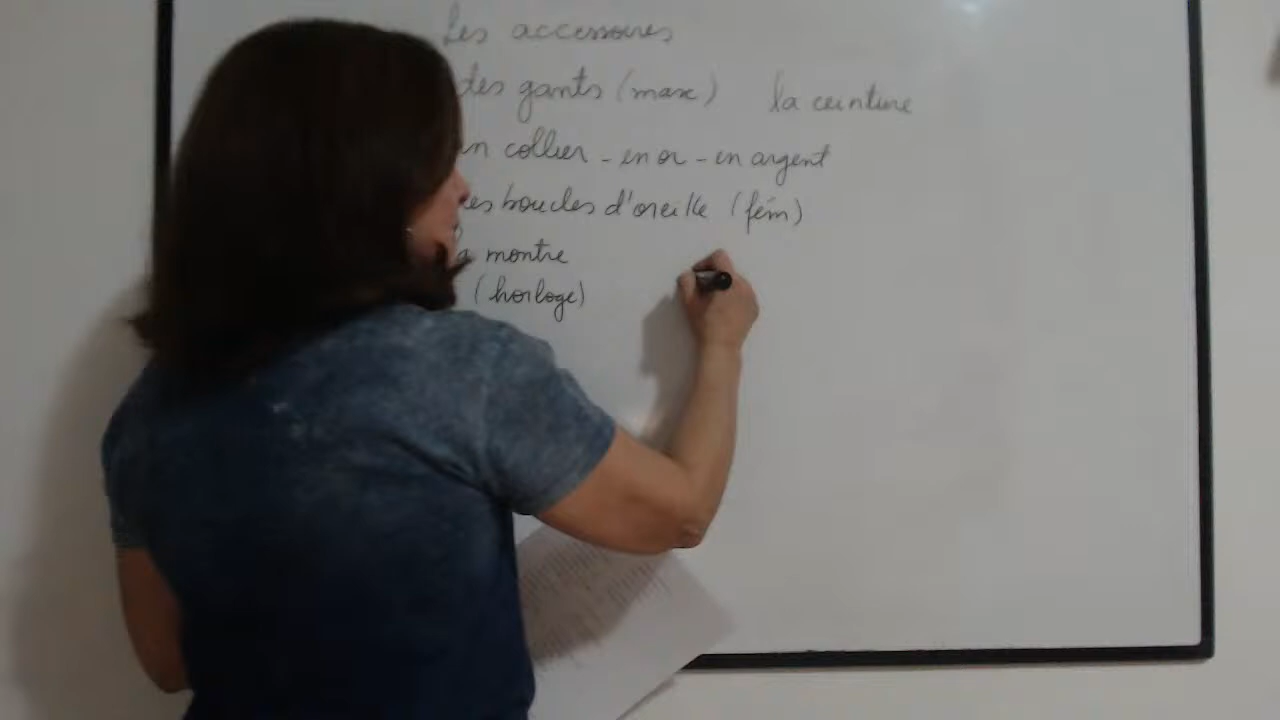 Les accessoires
des gants (masc) la ceinture
un collier - en or - en argent
des boucles d'oreille (fém)
la montre
(horloge)